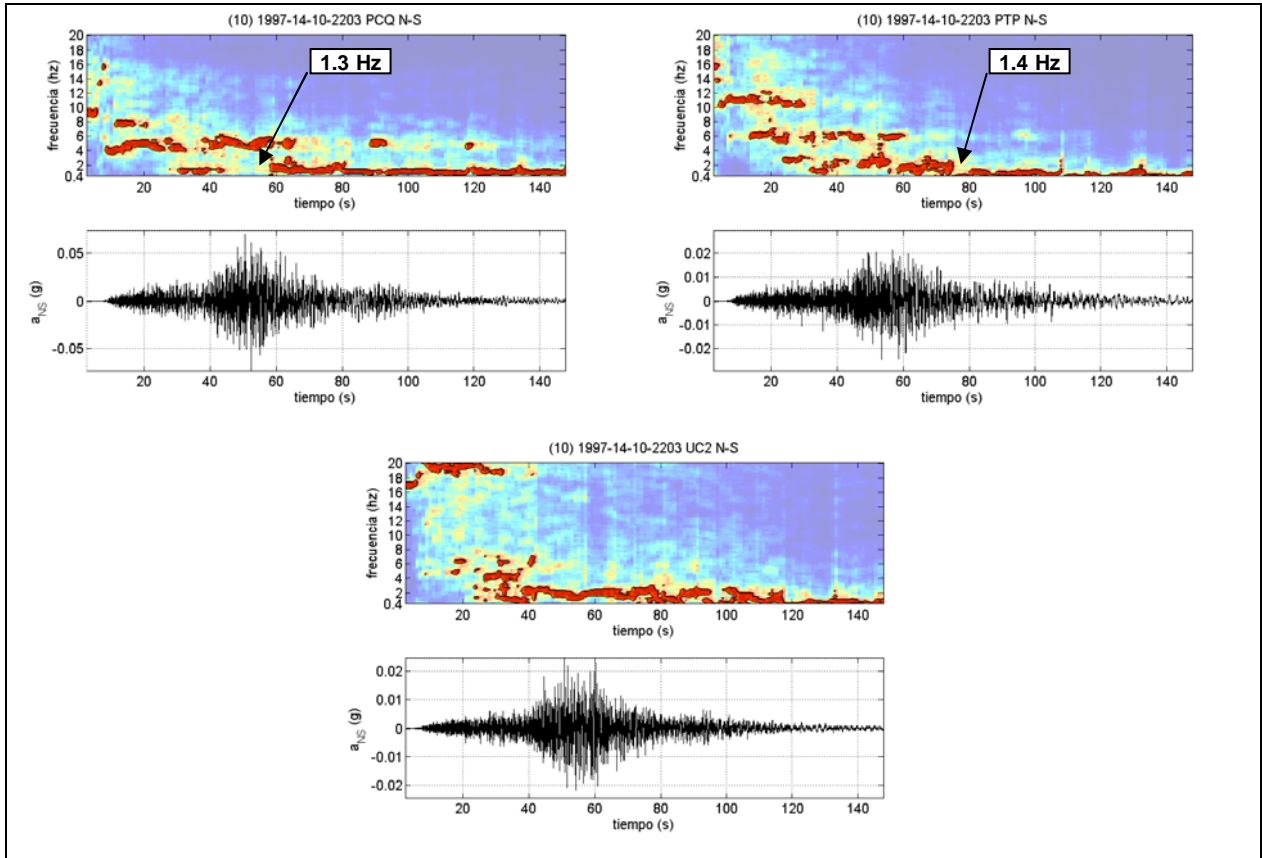 (10) 1997-14-10-2203 PCQ N-S
1.3 Hz
frecuencia (hz)
20
18
16
14
12
10
8
6
4
2
0.4
20 40 60 80 100 120 140
tiempo (s)
0.05
0
-0.05
a_NS (g)
20 40 60 80 100 120 140
tiempo (s)
(10) 1997-14-10-2203 PTP N-S
1.4 Hz
frecuencia (hz)
20
18
16
14
12
10
8
6
4
2
0.4
20 40 60 80 100 120 140
tiempo (s)
0.02
0.01
0
-0.01
-0.02
a_NS (g)
20 40 60 80 100 120 140
tiempo (s)
(10) 1997-14-10-2203 UC2 N-S
frecuencia (hz)
20
18
16
14
12
10
8
6
4
2
0.4
20 40 60 80 100 120 140
tiempo (s)
0.02
0.01
0
-0.01
-0.02
a_NS (g)
20 40 60 80 100 120 140
tiempo (s)